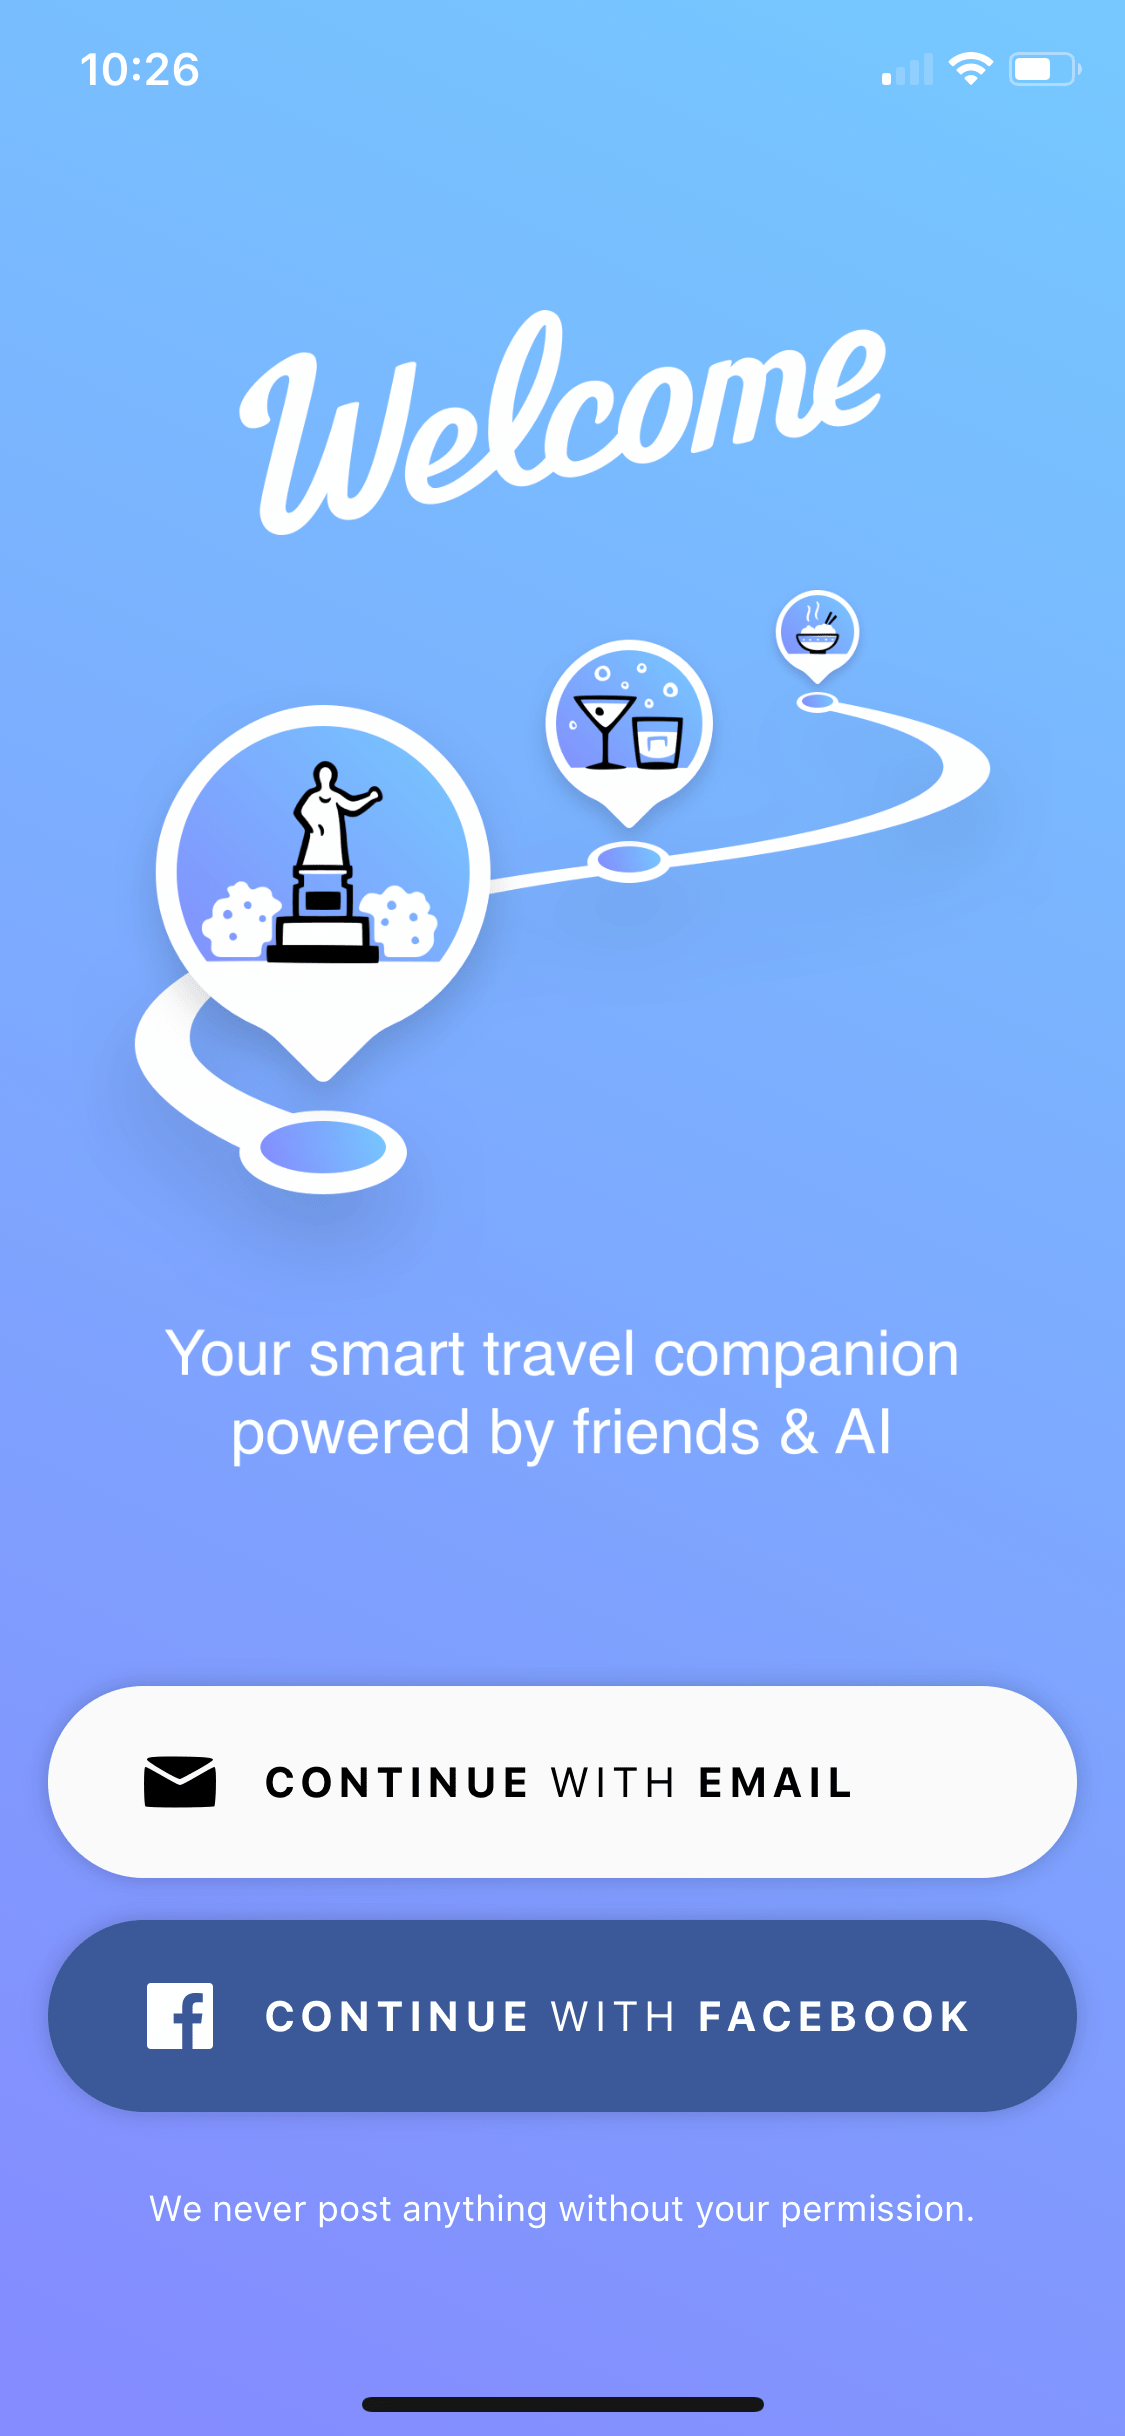 10:26
Welcome
Your smart travel companion
powered by friends & AI
CONTINUE WITH EMAIL
CONTINUE WITH FACEBOOK
We never post anything without your permission.